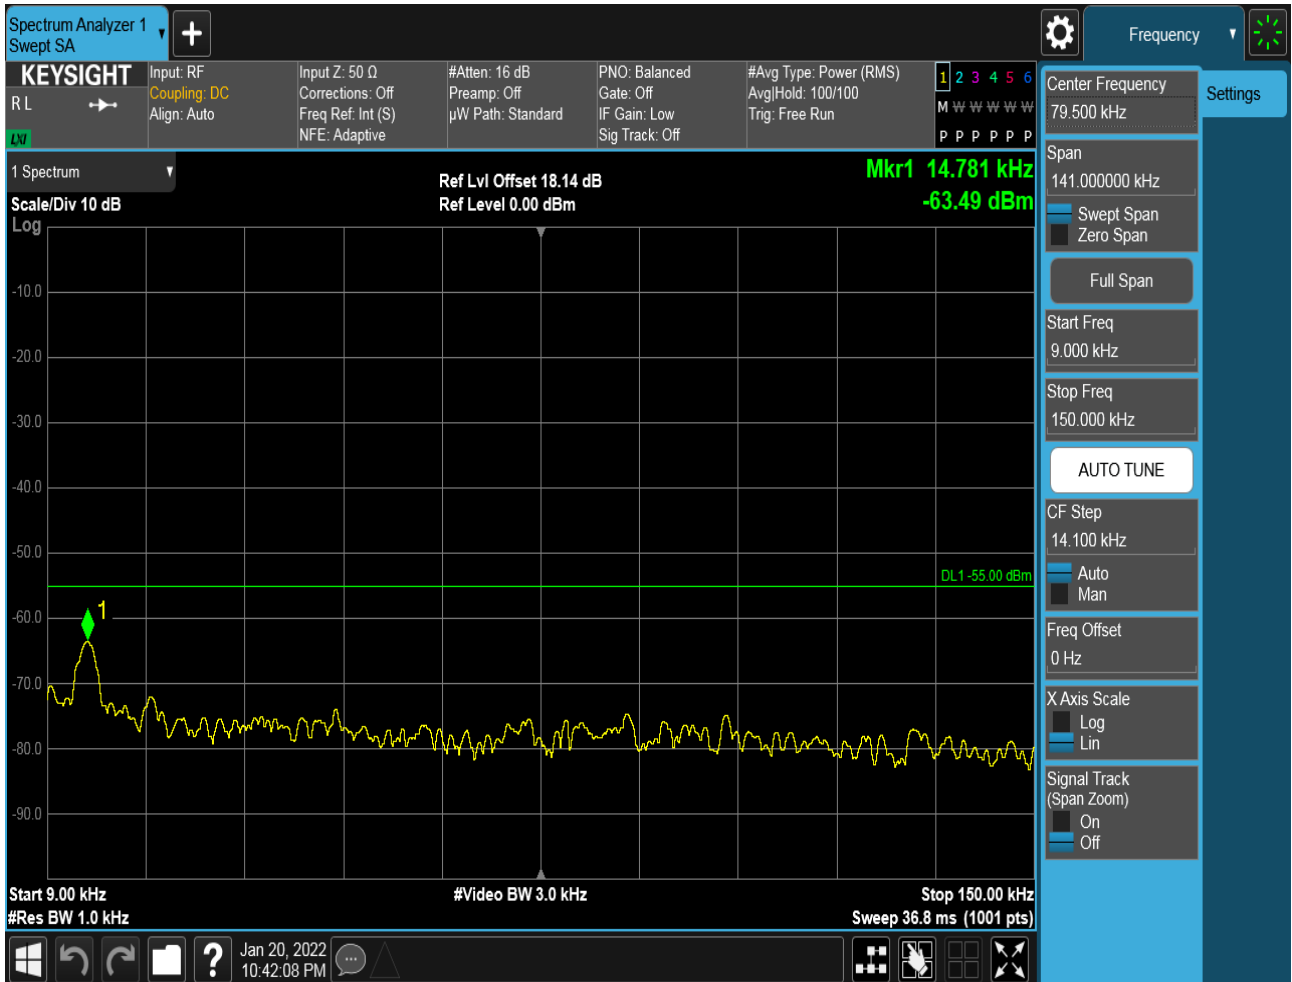 Spectrum Analyzer 1
Swept SA
Frequency
KEYSIGHT
R L
LXI
Input: RF
Coupling: DC
Align: Auto
Input Z: 50 Ω
Corrections: Off
Freq Ref: Int (S)
NFE: Adaptive
#Atten: 16 dB
Preamp: Off
µW Path: Standard
PNO: Balanced
Gate: Off
IF Gain: Low
Sig Track: Off
#Avg Type: Power (RMS)
Avg|Hold: 100/100
Trig: Free Run
1 2 3 4 5 6
M W W W W W
P P P P P P
1 Spectrum
Scale/Div 10 dB
Log
Ref Lvl Offset 18.14 dB
Ref Level 0.00 dBm
Mkr1 14.781 kHz
-63.49 dBm
-10.0
-20.0
-30.0
-40.0
-50.0
DL1 -55.00 dBm
1
-60.0
-70.0
-80.0
-90.0
Start 9.00 kHz
#Video BW 3.0 kHz
Stop 150.00 kHz
#Res BW 1.0 kHz
Sweep 36.8 ms (1001 pts)
?
Jan 20, 2022
10:42:08 PM
Center Frequency
79.500 kHz
Settings
Span
141.000000 kHz
Swept Span
Zero Span
Full Span
Start Freq
9.000 kHz
Stop Freq
150.000 kHz
AUTO TUNE
CF Step
14.100 kHz
Auto
Man
Freq Offset
0 Hz
X Axis Scale
Log
Lin
Signal Track
(Span Zoom)
On
Off